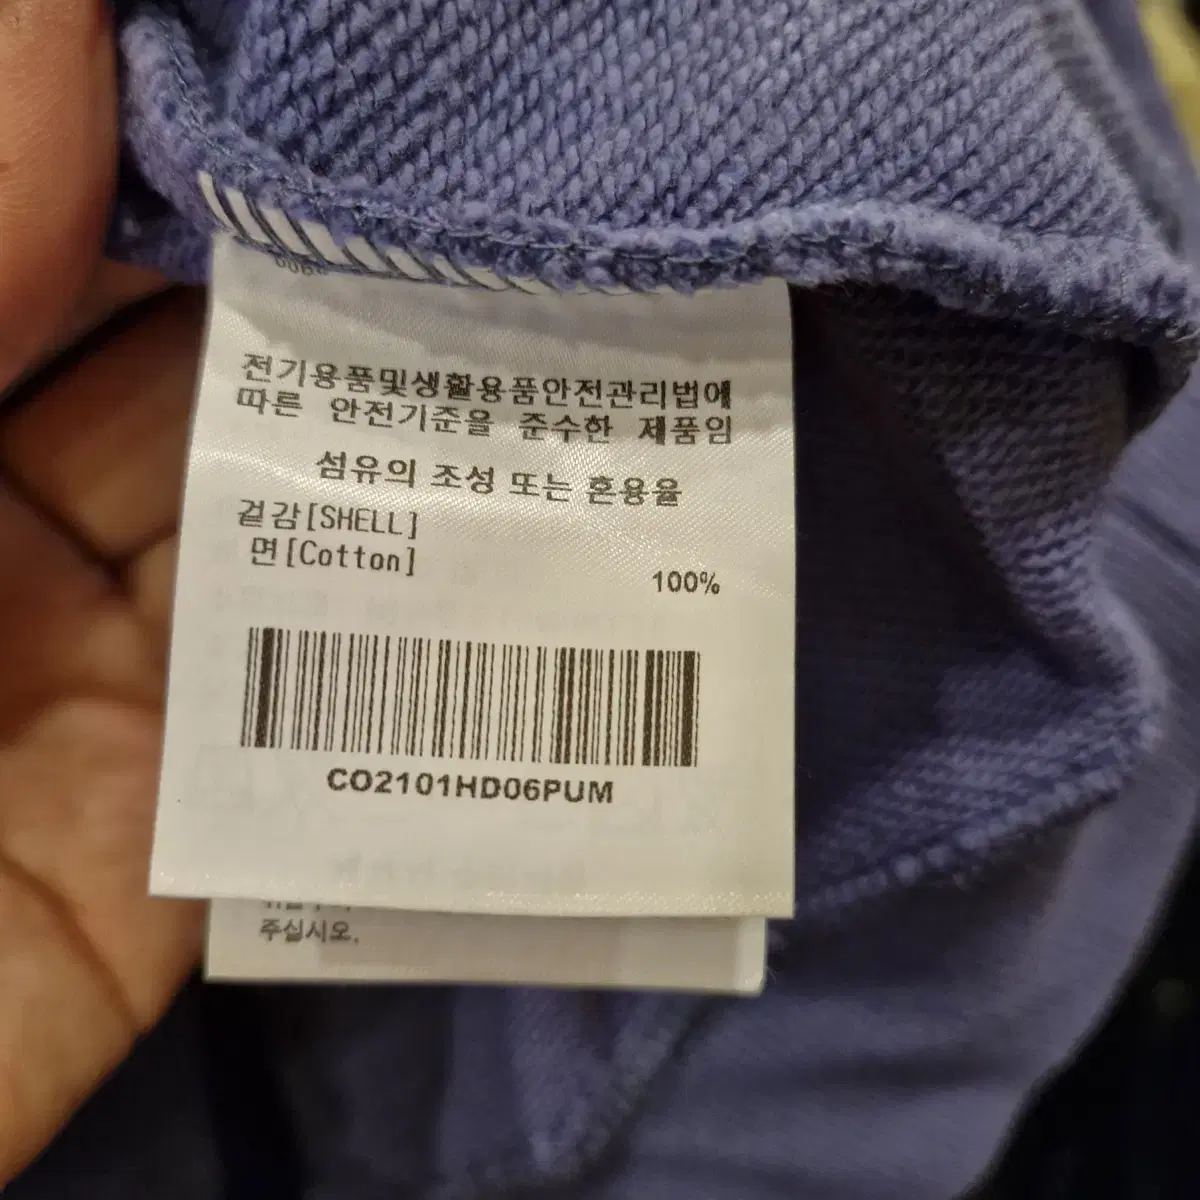 전기용품및생활용품안전관리법에
따른 안전기준을 준수한 제품임
섬유의 조성 또는 혼용율
겉감[SHELL]
면[Cotton]
100%
CO2101HD06PUM
주십시오.